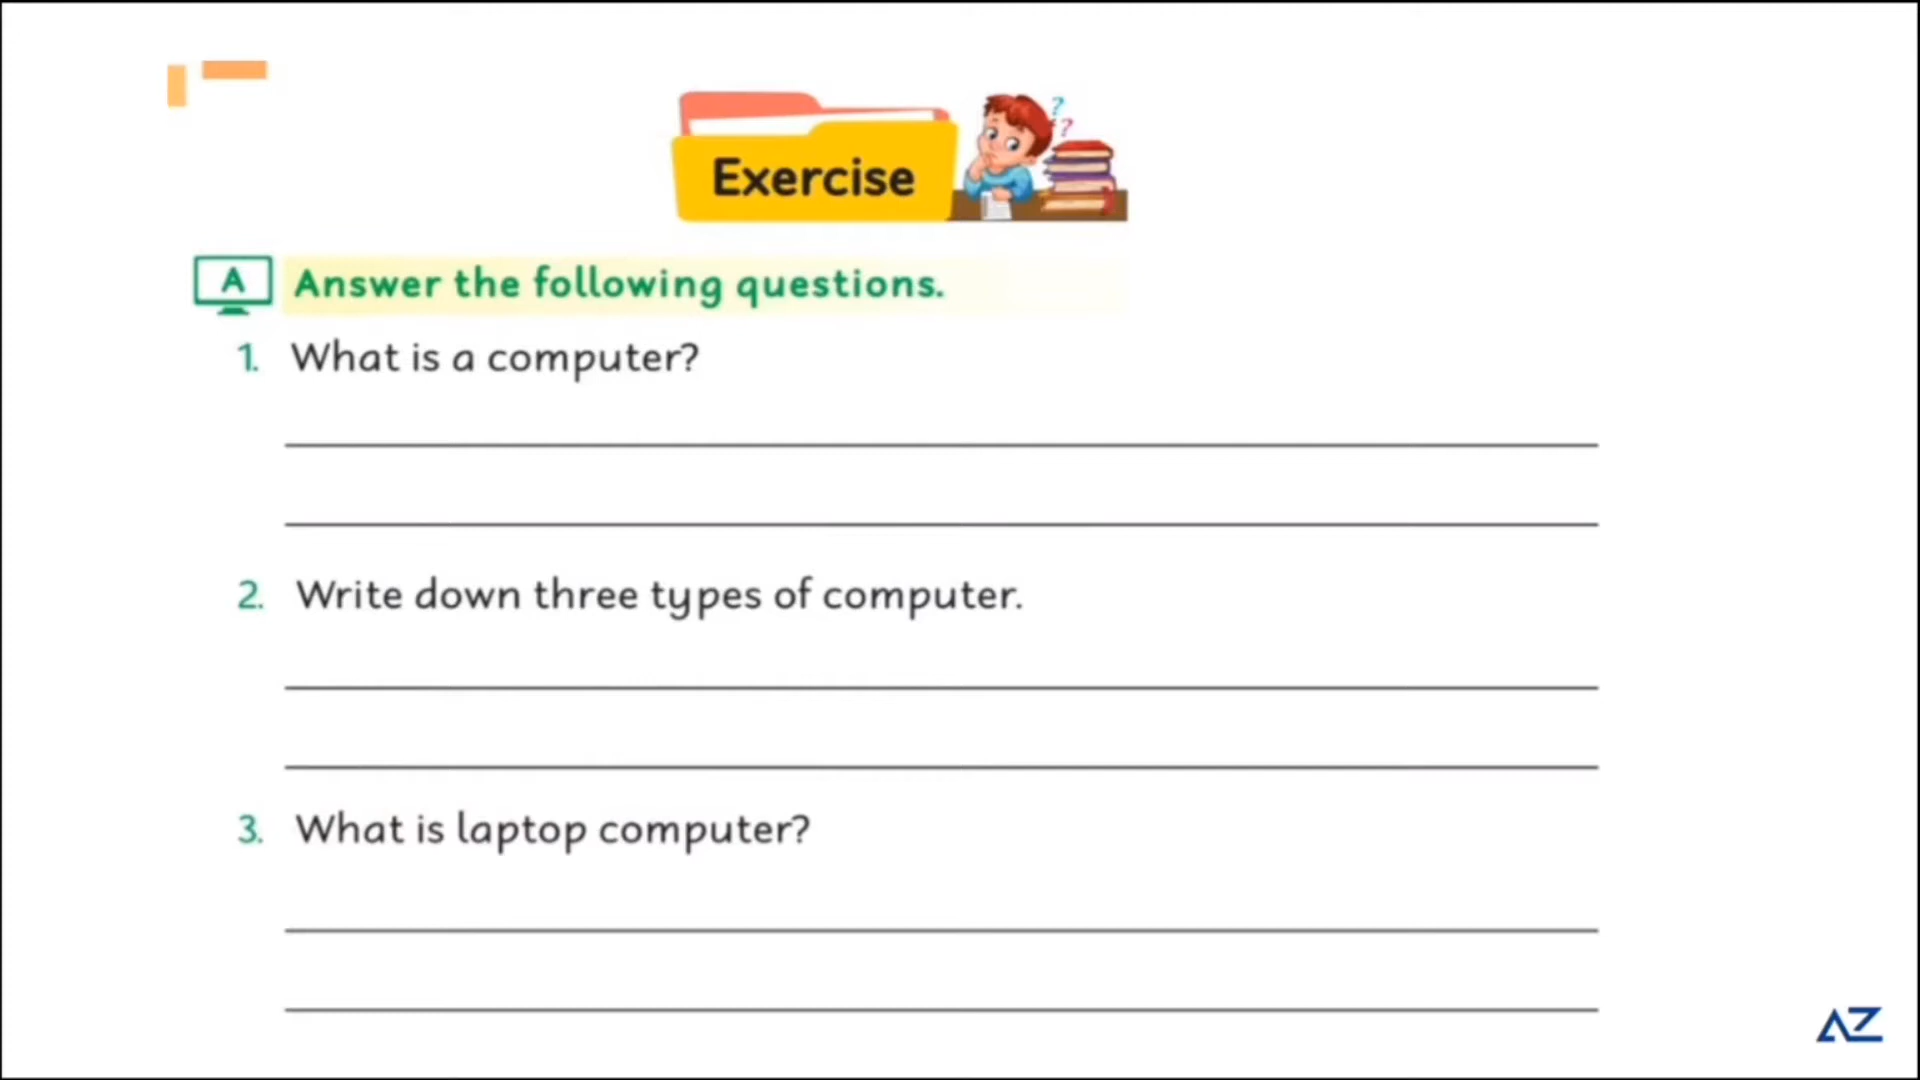 Exercise
? ?
A Answer the following questions.
1. What is a computer?
2. Write down three types of computer.
3. What is laptop computer?
AZ